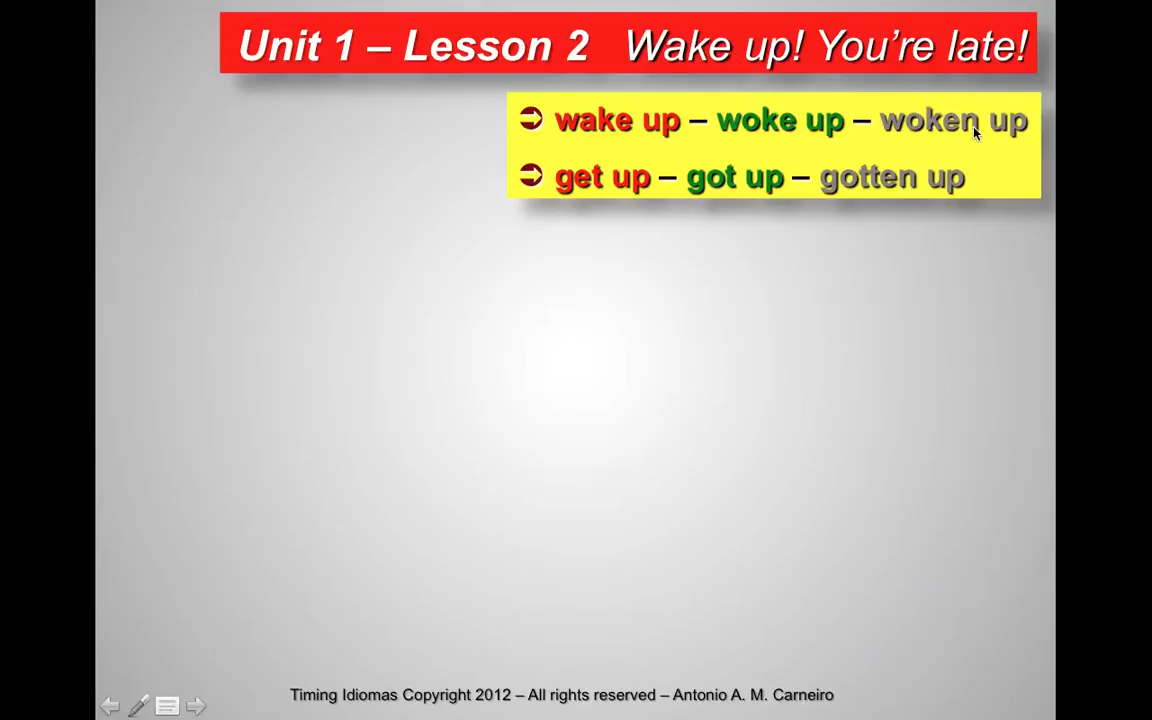 Unit 1 – Lesson 2 Wake up! You're late!
wake up – woke up – woken up
get up – got up – gotten up
Timing Idiomas Copyright 2012 – All rights reserved – Antonio A. M. Carneiro